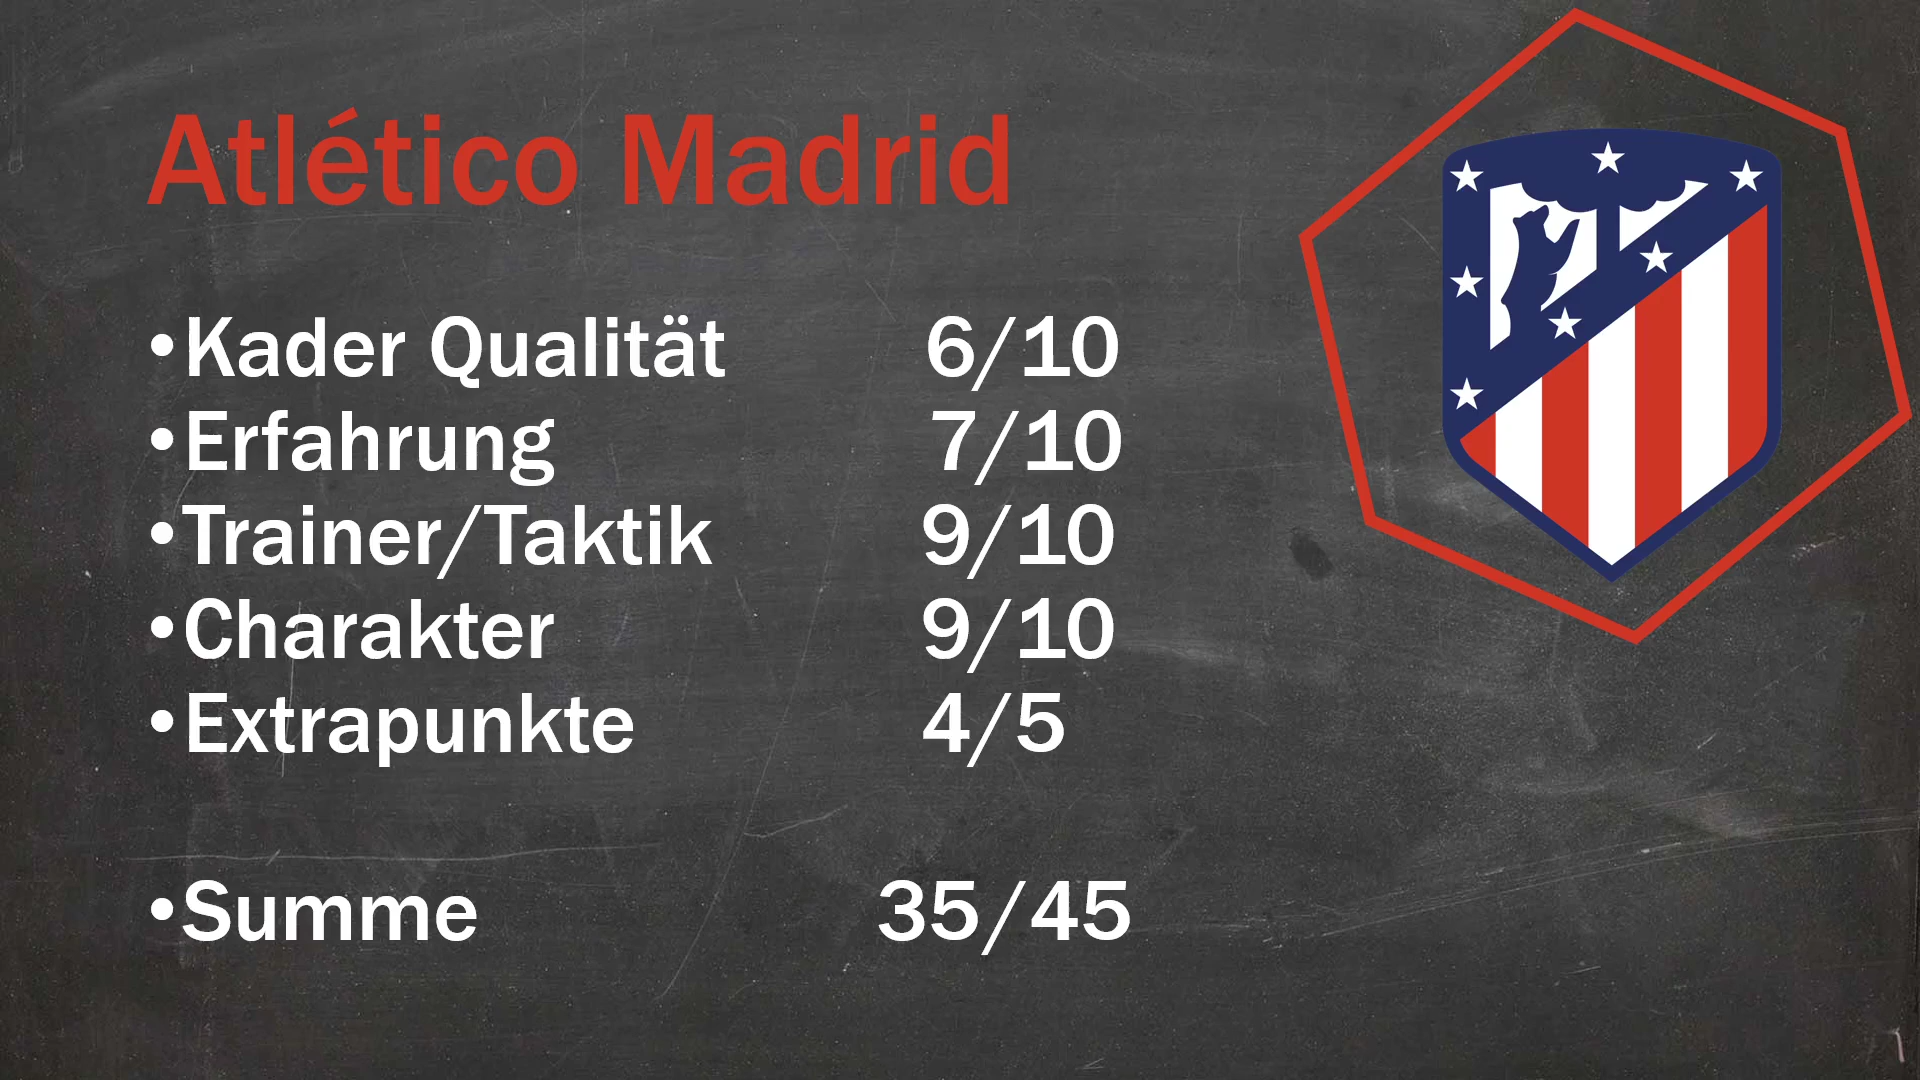 Atlético Madrid
•Kader Qualität 6/10
•Erfahrung 7/10
•Trainer/Taktik 9/10
•Charakter 9/10
•Extrapunkte 4/5
•Summe 35/45